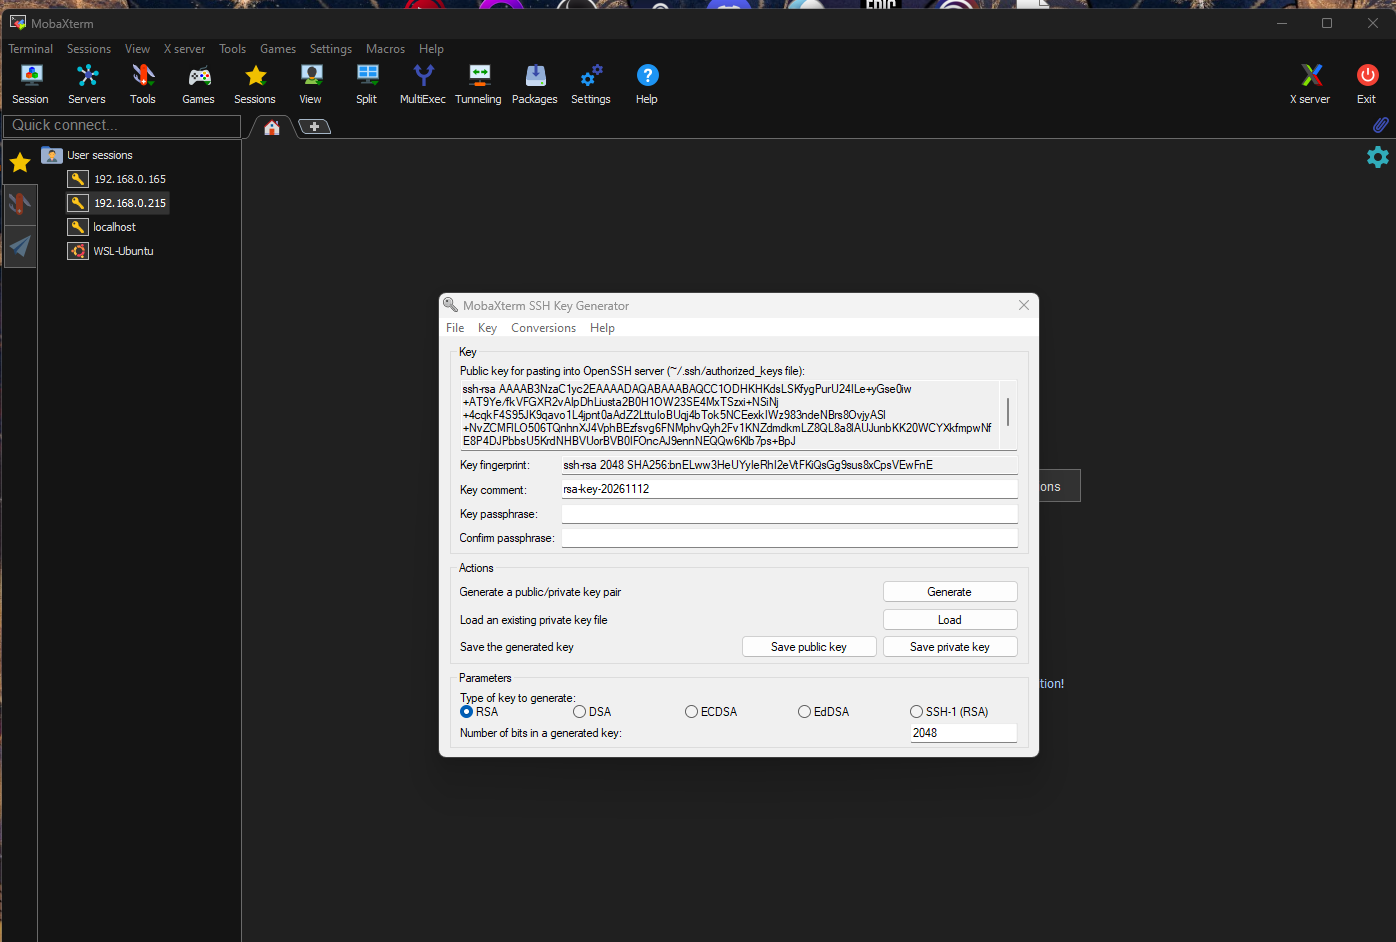 EPIC
MobaXterm
Terminal Sessions View X server Tools Games Settings Macros Help
Session Servers Tools Games Sessions View Split MultiExec Tunneling Packages Settings Help X server Exit
Quick connect...
User sessions
192.168.0.165
192.168.0.215
localhost
WSL-Ubuntu
MobaXterm SSH Key Generator
File Key Conversions Help
Key
Public key for pasting into OpenSSH server (~/.ssh/authorized_keys file):
ssh-rsa AAAAB3NzaC1yc2EAAAADAQABAAABAQCC1ODHKHKdsLSKfygPurU24ILe+yGse0iw
+AT9Ye/fkVFGXR2vAlpDhLiusta2B0H1OW23SE4MxTSzxi+NSiNj
+4cqkF4S95JK9qavo1L4jpnt0aAdZ2LttuIoBUqj4bTok5NCEexkIWz983ndeNBrs8OvjyASl
+NvZCMFllLO506TQnhnXJ4VphBEzfsvg6FNMphvQyh2Fv1KNZdmdkmLZ8QL8a8lAUJunbKK20WCYXkfmpwNf
E8P4DJPbbsU5KrdNHBVUorBVB0IFOncAJ9ennNEQQw6Klb7ps+BpJ
Key fingerprint: ssh-rsa 2048 SHA256:bnELww3HeUYyleRhI2eVtFKiQsGg9sus8xCpsVEwFnE
Key comment: rsa-key-20261112
Key passphrase:
Confirm passphrase:
ons
Actions
Generate a public/private key pair Generate
Load an existing private key file Load
Save the generated key Save public key Save private key
Parameters
tion!
Type of key to generate:
RSA DSA ECDSA EdDSA SSH-1 (RSA)
Number of bits in a generated key: 2048